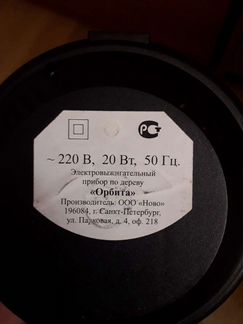 ~ 220 В, 20 Вт, 50 Гц.
Электровыжигательный
прибор по дереву
«Орбита»
Производитель: ООО «Ново»
196084, г. Санкт-Петербург,
ул. Парковая, д. 4, оф. 218